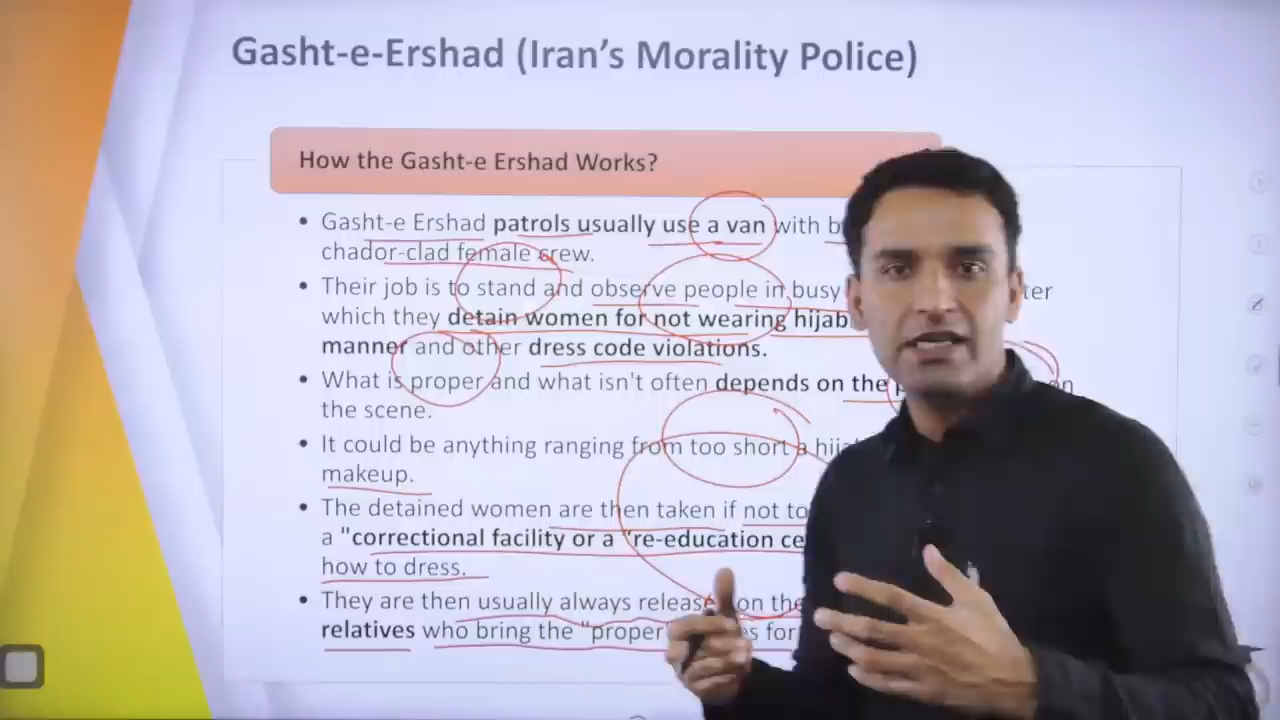 Gasht-e-Ershad (Iran's Morality Police)
How the Gasht-e Ershad Works?
• Gasht-e Ershad patrols usually use a van with
chador-clad female crew.
• Their job is to stand and observe people in busy
which they detain women for not wearing hijab
manner and other dress code violations.
• What is proper and what isn't often depends on the
the scene.
• It could be anything ranging from too short a
makeup.
• The detained women are then taken if not to
a "correctional facility or a "re-education
how to dress.
• They are then usually always on the
relatives who bring the "proper for